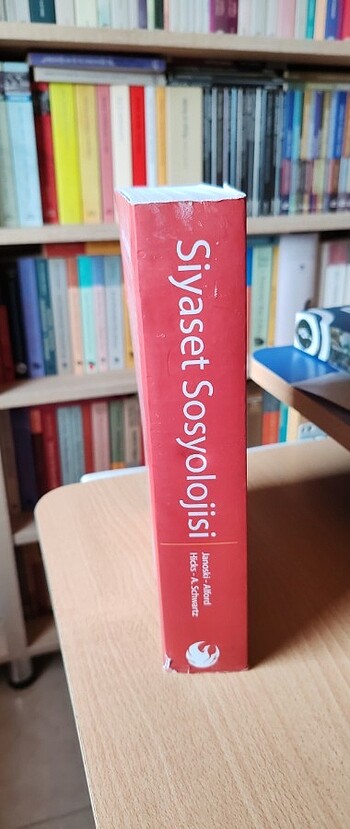 Siyaset Sosyolojisi
Janoski - Alford
Hicks - A. Schwartz